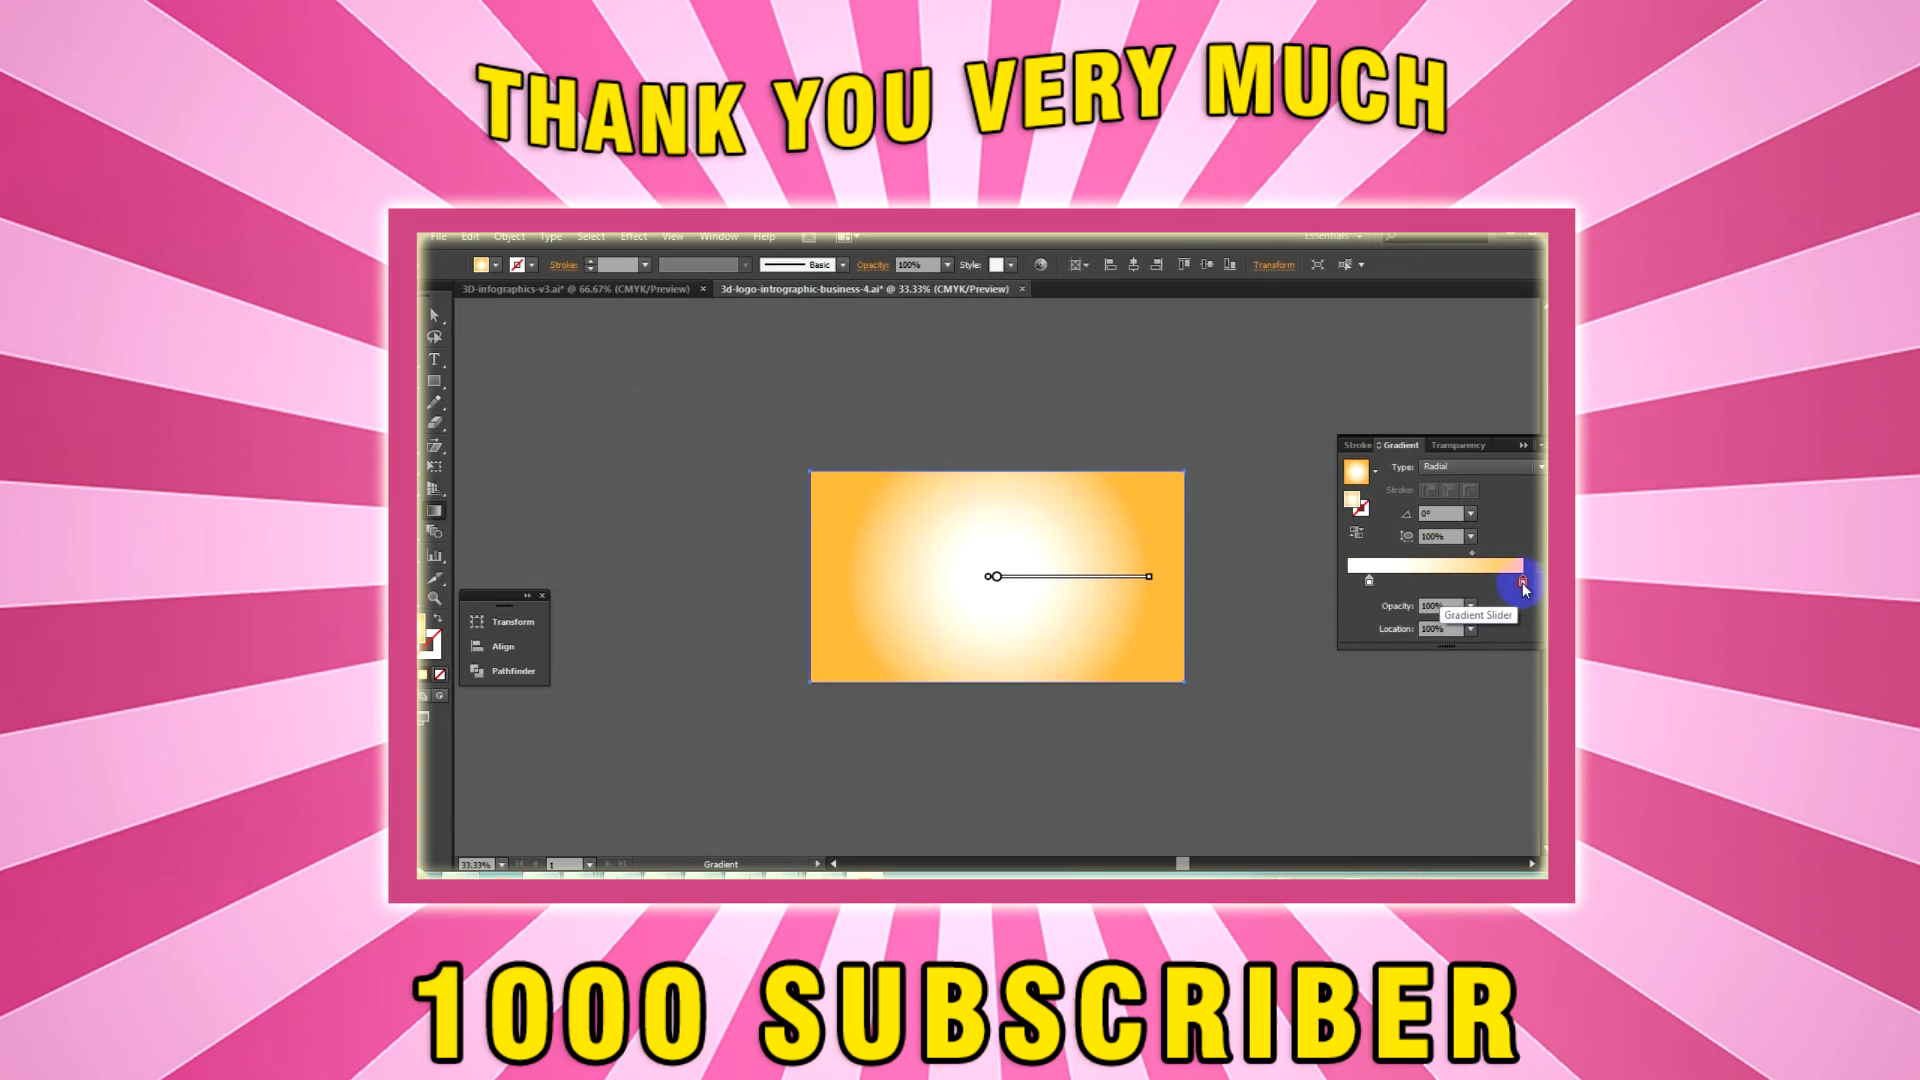 THANK YOU VERY MUCH
File Edit Object Type Select Effect View Window Help Essentials
Stroke: Basic Opacity: 100% Style: Transform
3D-infographics-v3.ai* @ 66.67% (CMYK/Preview) × 3d-logo-introgaphic-business-4.ai* @ 33.33% (CMYK/Preview) ×
Stroke Gradient Transparency
Type: Radial
Stroke:
0°
100%
Opacity: 100%
Gradient Slider
Location: 100%
Transform
Align
Pathfinder
33.33% 1 Gradient
1000 SUBSCRIBER